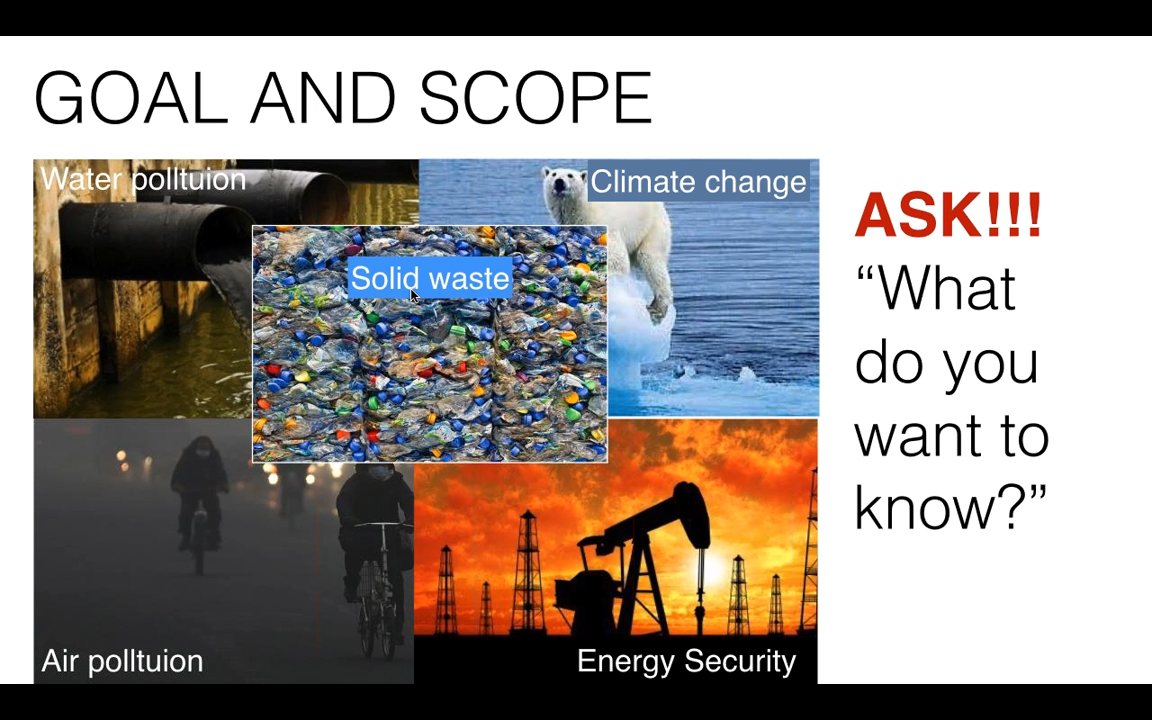 GOAL AND SCOPE
Water polltuion
Climate change
Solid waste
Air polltuion
Energy Security
ASK!!!
“What
do you
want to
know?”